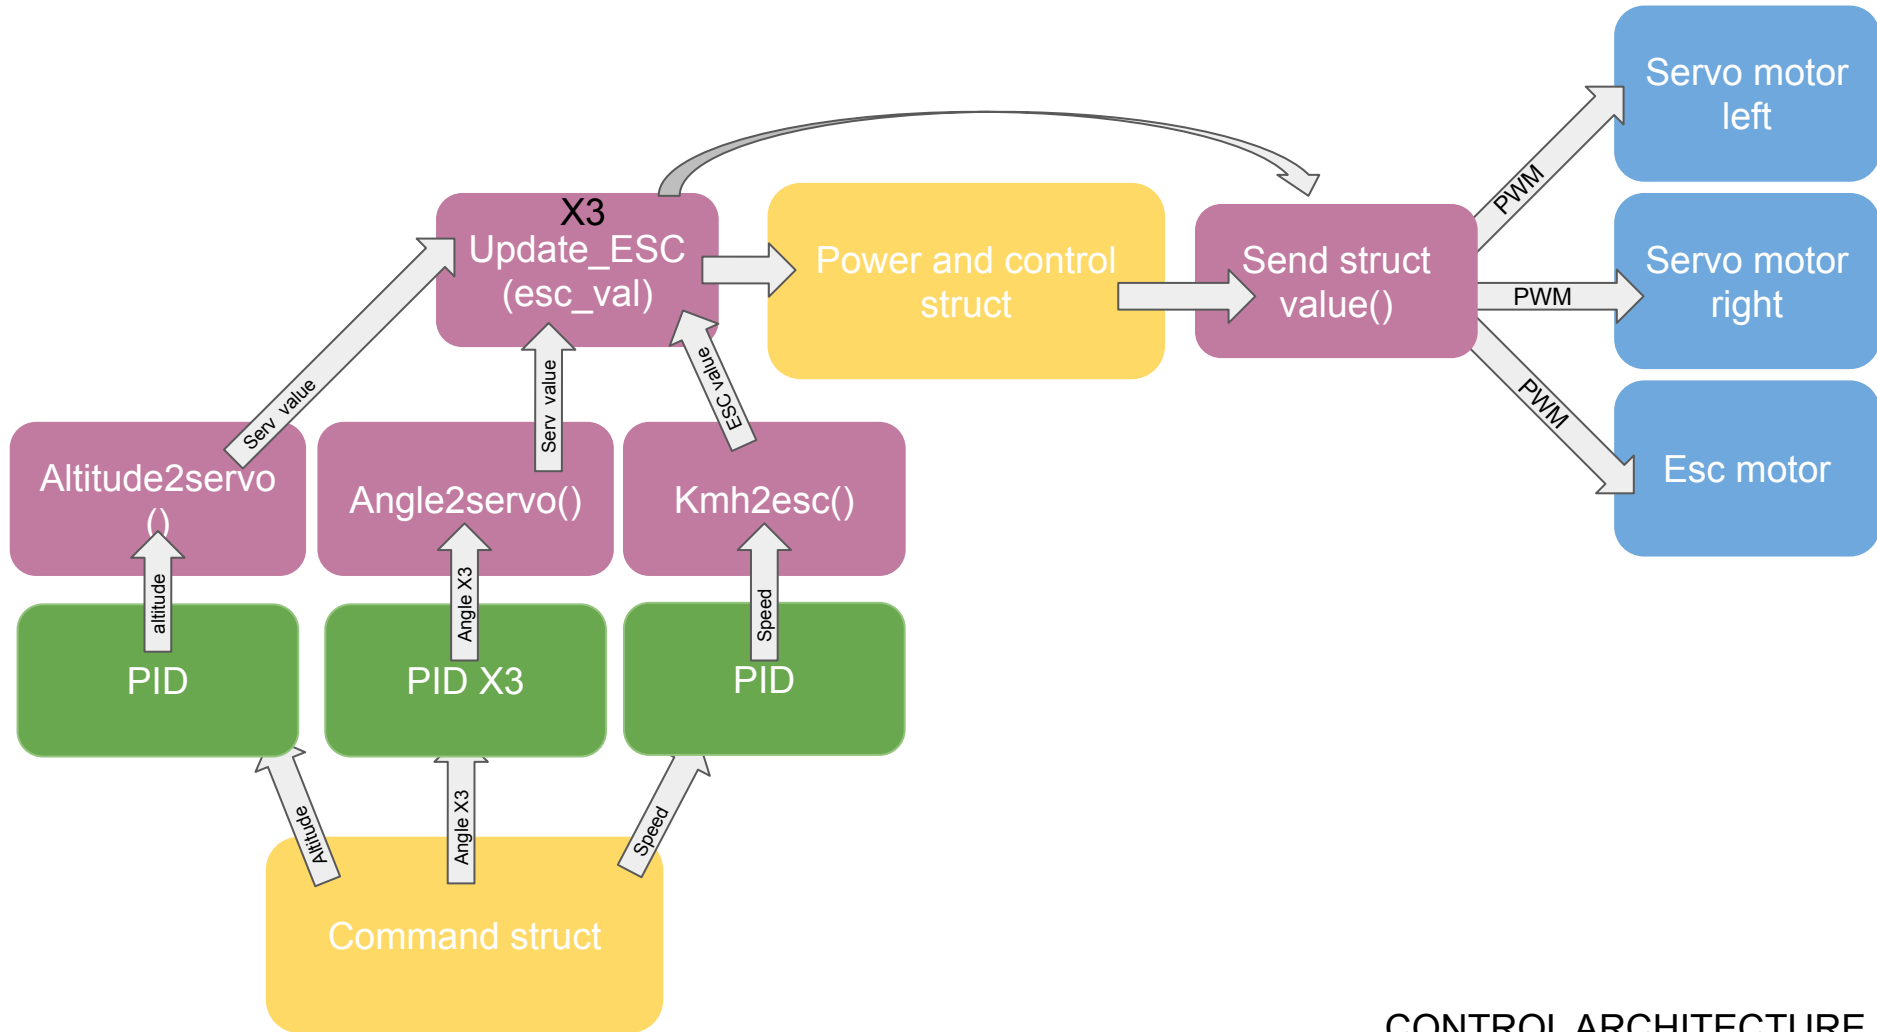 Servo motor
left
PWM
X3
Update_ESC
(esc_val)
Power and control
struct
Send struct
value()
PWM
Servo motor
right
Serv  value
Serv  value
ESC value
PWM
Esc motor
Altitude2servo
()
Angle2servo()
Kmh2esc()
altitude
Angle X3
Speed
PID
PID X3
PID
Altitude
Angle X3
Speed
Command struct
CONTROL ARCHITECTURE